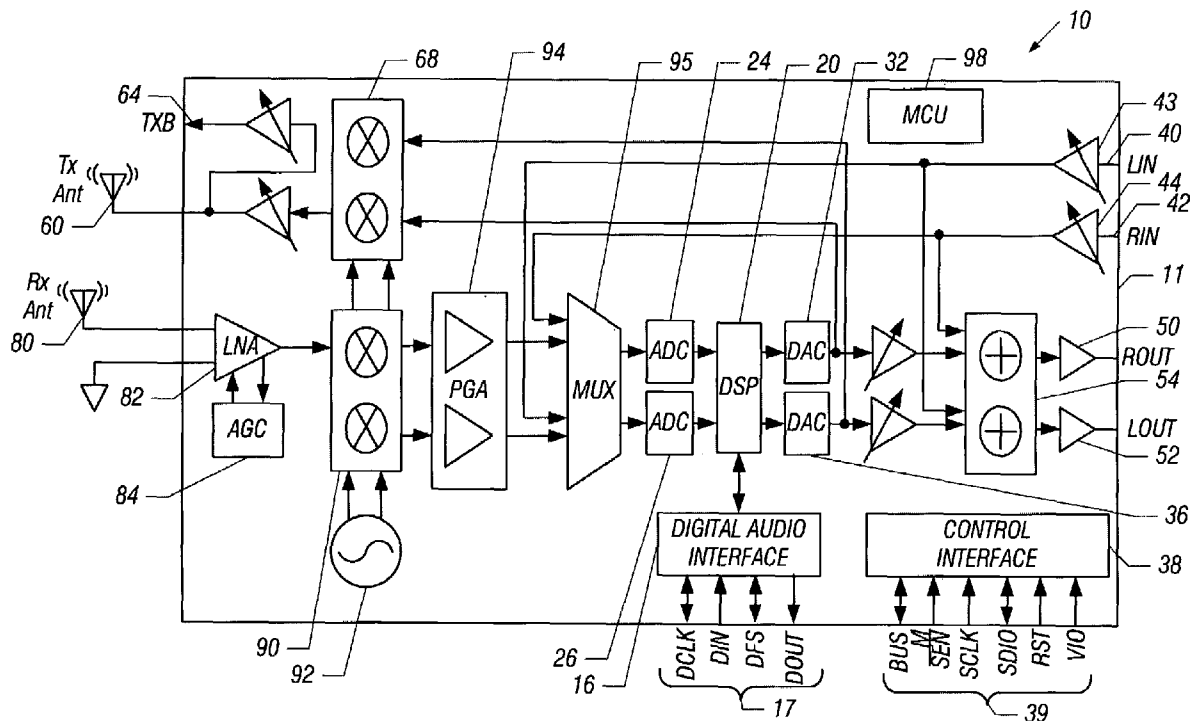 10
68
94
95
24
20
32
98
64
TXB
MCU
43
40
LIN
Tx
Ant
60
44
42
RIN
Rx
Ant
80
11
LNA
82
AGC
84
PGA
MUX
ADC
ADC
DSP
DAC
DAC
50
ROUT
54
LOUT
52
36
DIGITAL AUDIO
INTERFACE
CONTROL
INTERFACE
38
90
92
26
16
DCLK
DIN
DFS
DOUT
17
BUS
M
SEN
SCLK
SDIO
RST
VIO
39